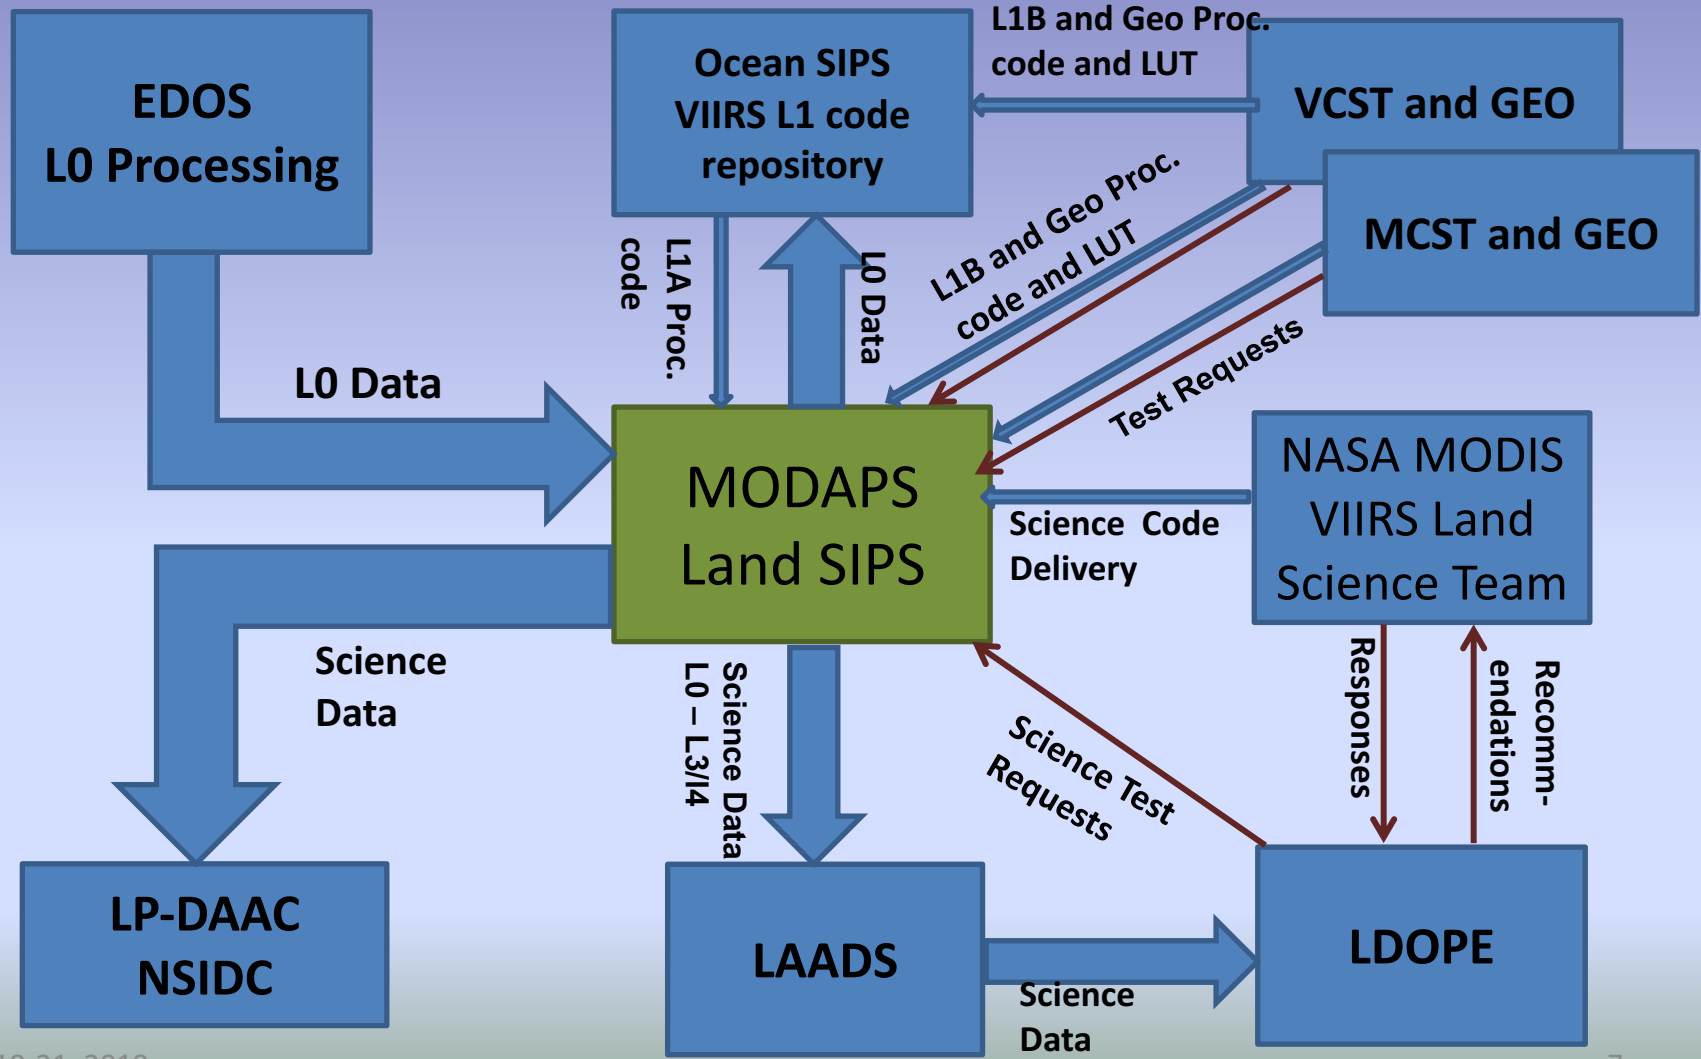 EDOS
L0 Processing
Ocean SIPS
VIIRS L1 code
repository
L1B and Geo Proc.
code and LUT
VCST and GEO
MCST and GEO
L1A Proc.
code
L0 Data
L1B and Geo Proc.
code and LUT
Test Requests
L0 Data
MODAPS
Land SIPS
NASA MODIS
VIIRS Land
Science Team
Science Code
Delivery
Science
Data
Science Data
L0 – L3/l4
Science Test
Requests
Responses
Recomm-
endations
LP-DAAC
NSIDC
LAADS
LDOPE
Science
Data